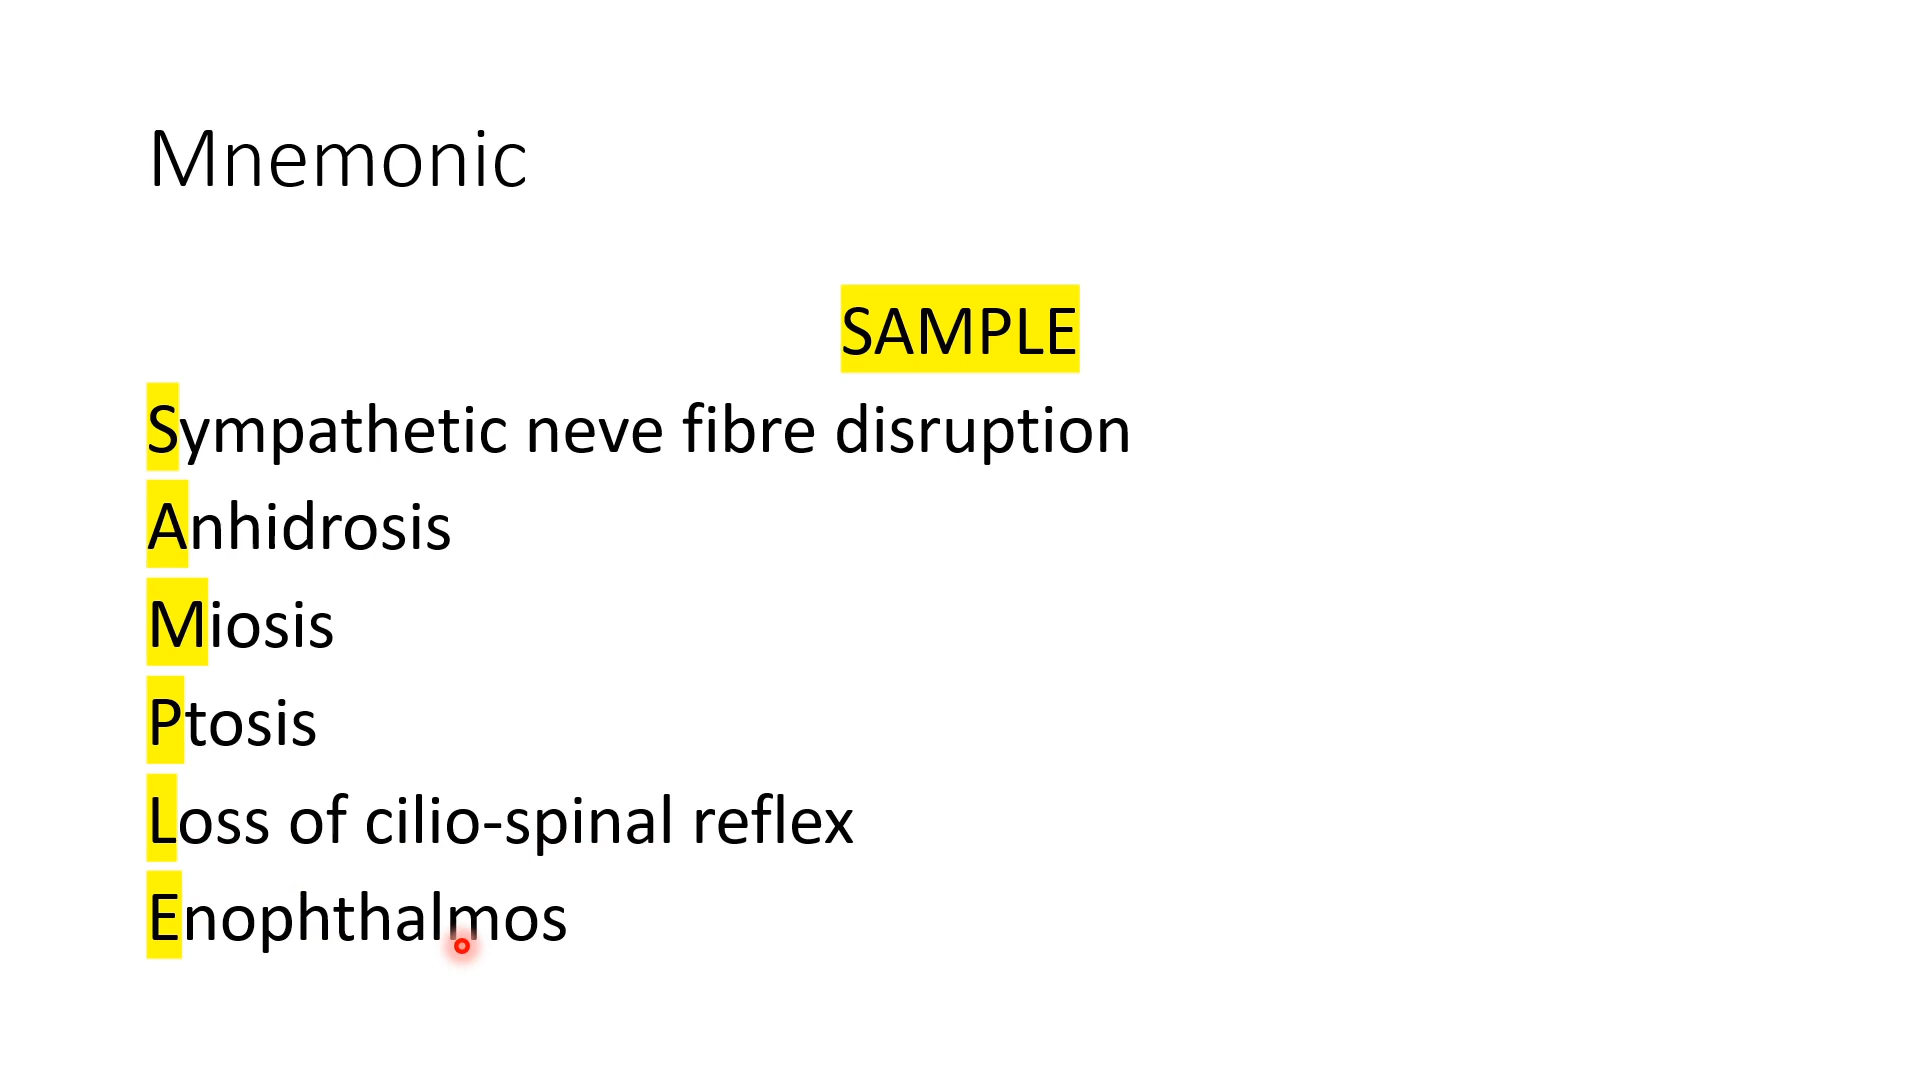 Mnemonic
SAMPLE
Sympathetic neve fibre disruption
Anhidrosis
Miosis
Ptosis
Loss of cilio-spinal reflex
Enophthalmos